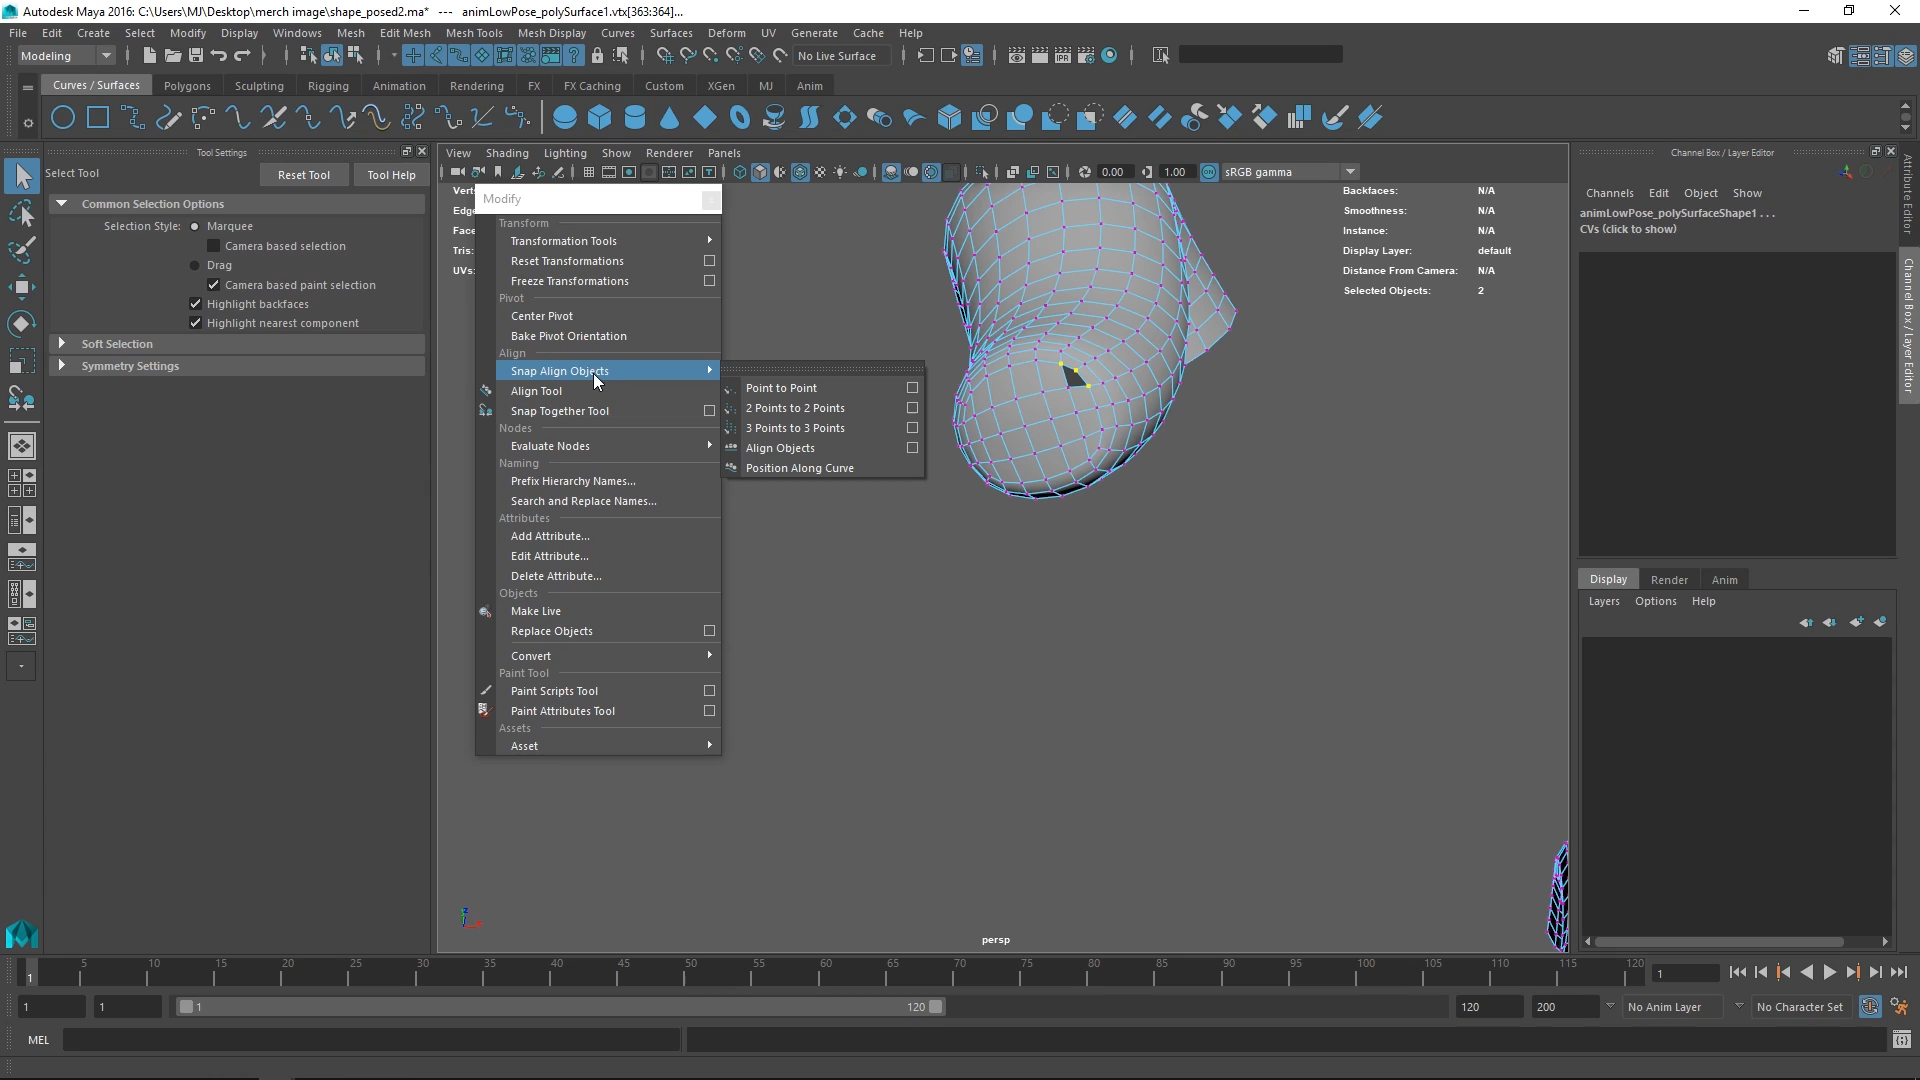 Autodesk Maya 2016: C:\Users\MJ\Desktop\merch image\shape_posed2.ma* --- animLowPose_polySurface1.vtx[363:364]...
File Edit Create Select Modify Display Windows Mesh Edit Mesh Mesh Tools Mesh Display Curves Surfaces Deform UV Generate Cache Help
Modeling No Live Surface IPR
Curves / Surfaces Polygons Sculpting Rigging Animation Rendering FX FX Caching Custom XGen MJ Anim
Tool Settings
Select Tool Reset Tool Tool Help
Common Selection Options
Selection Style: Marquee
Camera based selection
Drag
Camera based paint selection
Highlight backfaces
Highlight nearest component
Soft Selection
Symmetry Settings
View Shading Lighting Show Renderer Panels
0.00 1.00 sRGB gamma
Tris:
UVs:
Modify
Transform
Transformation Tools
Reset Transformations
Freeze Transformations
Pivot
Center Pivot
Bake Pivot Orientation
Align
Snap Align Objects
Align Tool
Snap Together Tool
Nodes
Evaluate Nodes
Naming
Prefix Hierarchy Names...
Search and Replace Names...
Attributes
Add Attribute...
Edit Attribute...
Delete Attribute...
Objects
Make Live
Replace Objects
Convert
Paint Tool
Paint Scripts Tool
Paint Attributes Tool
Assets
Asset
Point to Point
2 Points to 2 Points
3 Points to 3 Points
Align Objects
Position Along Curve
Backfaces: N/A
Smoothness: N/A
Instance: N/A
Display Layer: default
Distance From Camera: N/A
Selected Objects: 2
persp
Channel Box / Layer Editor
Channels Edit Object Show
animLowPose_polySurfaceShape1 . . .
CVs (click to show)
Attribute Editor
Channel Box / Layer Editor
Display Render Anim
Layers Options Help
1 5 10 15 20 25 30 35 40 45 50 55 60 65 70 75 80 85 90 95 100 105 110 115 120 1
1 1 1 120 120 200 No Anim Layer No Character Set
MEL